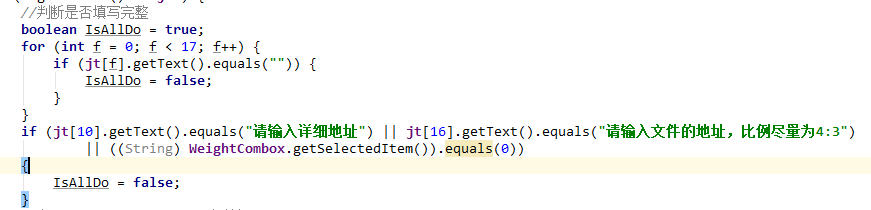 //判断是否填写完整
boolean IsAllDo = true;
for (int f = 0; f < 17; f++) {
if (jt[f].getText().equals("")) {
IsAllDo = false;
}
}
if (jt[10].getText().equals("请输入详细地址") || jt[16].getText().equals("请输入文件的地址，比例尽量为4:3")
|| ((String) WeightCombox.getSelectedItem()).equals(0))
{
IsAllDo = false;
}